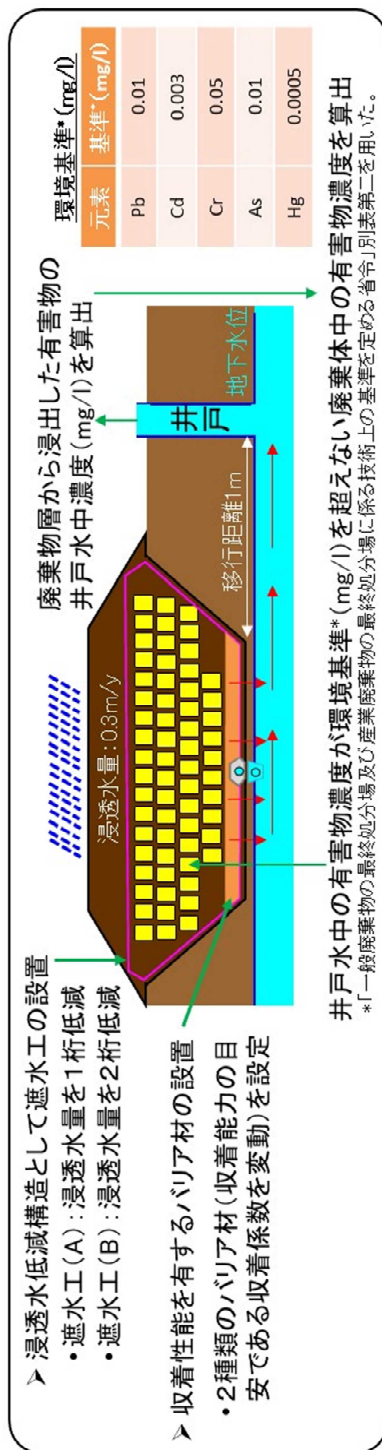 ➢ 浸透水低減構造として遮水工の設置
・遮水工(A):浸透水量を1桁低減
・遮水工(B):浸透水量を2桁低減
➢ 収着性能を有するバリア材の設置
・2種類のバリア材(収着能力の目
安である収着係数を変動)を設定
浸透水量:0.3m/y
廃棄物層から浸出した有害物の
井戸水中濃度(mg/l)を算出
井戸
地下水位
移行距離1m
環境基準*(mg/l)
元素 基準*(mg/l)
Pb 0.01
Cd 0.003
Cr 0.05
As 0.01
Hg 0.0005
井戸水中の有害物濃度が環境基準*(mg/l)を超えない廃棄体中の有害物濃度を算出
*「一般廃棄物の最終処分場及び産業廃棄物の最終処分場に係る技術上の基準を定める省令」別表第二を用いた。